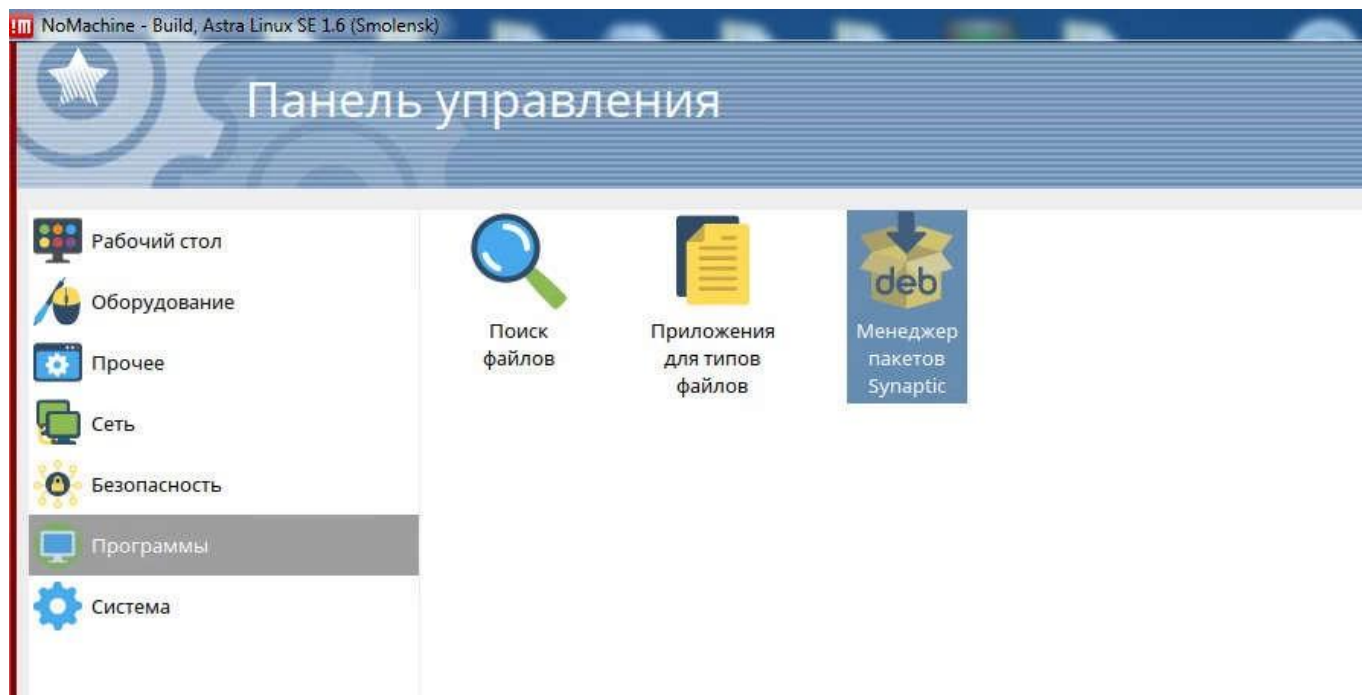 NoMachine - Build, Astra Linux SE 1.6 (Smolensk)
Панель управления
Рабочий стол
Оборудование
Прочее
Сеть
Безопасность
Программы
Система
Поиск
файлов
Приложения
для типов
файлов
deb
Менеджер
пакетов
Synaptic